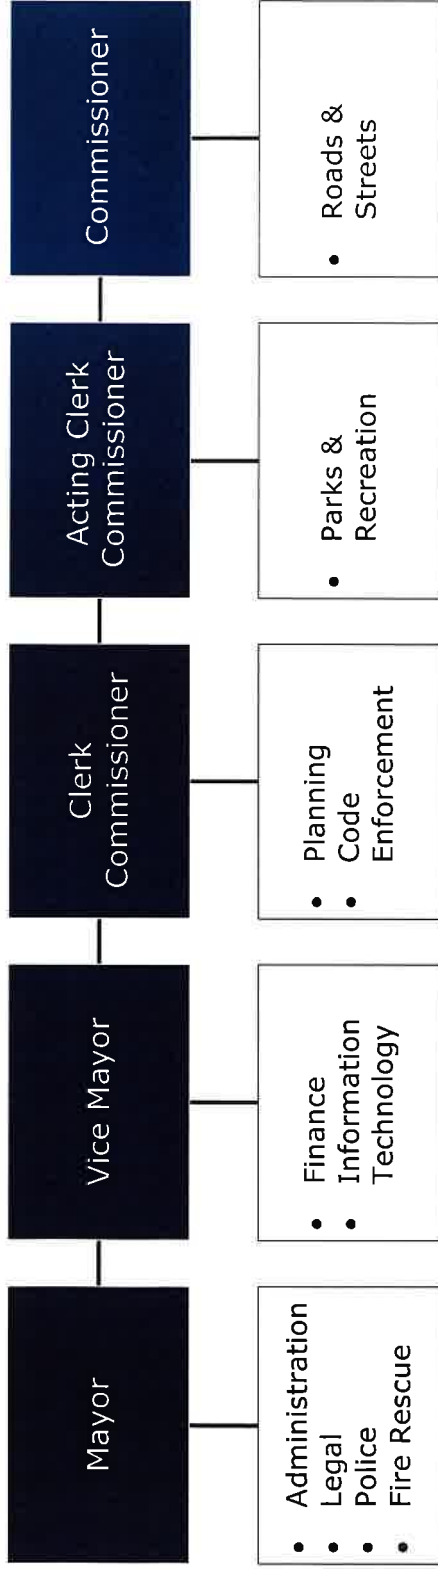 Mayor
• Administration
• Legal
• Police
• Fire Rescue
Vice Mayor
• Finance
• Information
Technology
Clerk
Commissioner
• Planning
• Code
Enforcement
Acting Clerk
Commissioner
• Parks &
Recreation
Commissioner
• Roads &
Streets